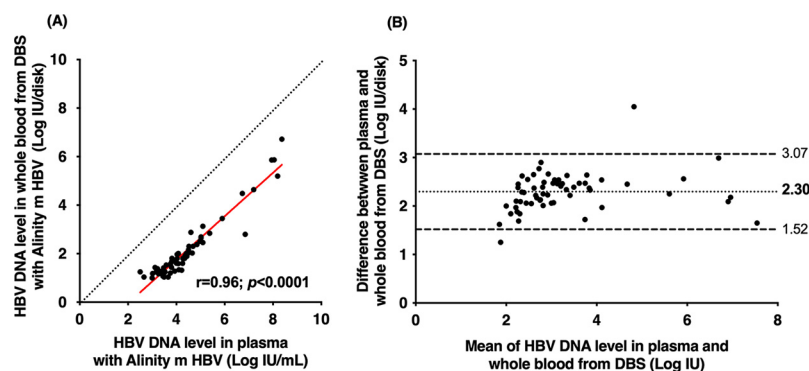 (A)
HBV DNA level in whole blood from DBS
with Alinity m HBV (Log IU/disk)
10
8
6
4
2
0
0 2 4 6 8 10
r=0.96; p<0.0001
HBV DNA level in plasma
with Alinity m HBV (Log IU/mL)
(B)
Difference betwven plasma and
whole blood from DBS (Log IU/disk)
5
4
3
2
1
0
0 2 4 6 8
3.07
2.30
1.52
Mean of HBV DNA level in plasma and
whole blood from DBS (Log IU)